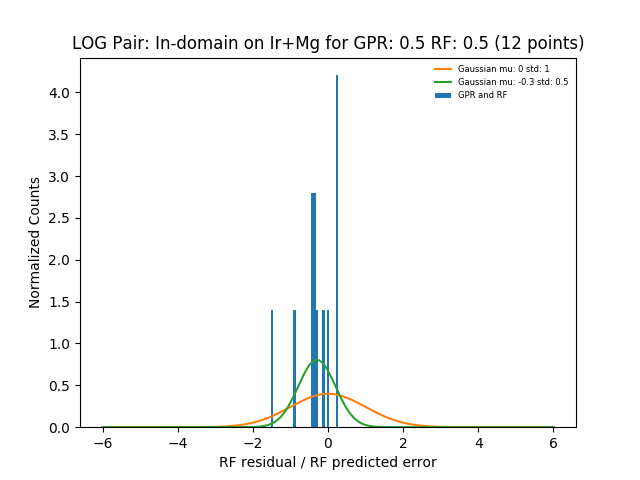 LOG Pair: In-domain on Ir+Mg for GPR: 0.5 RF: 0.5 (12 points)
Gaussian mu: 0 std: 1
Gaussian mu: -0.3 std: 0.5
GPR and RF
Normalized Counts
4.0
3.5
3.0
2.5
2.0
1.5
1.0
0.5
0.0
−6 −4 −2 0 2 4 6
RF residual / RF predicted error